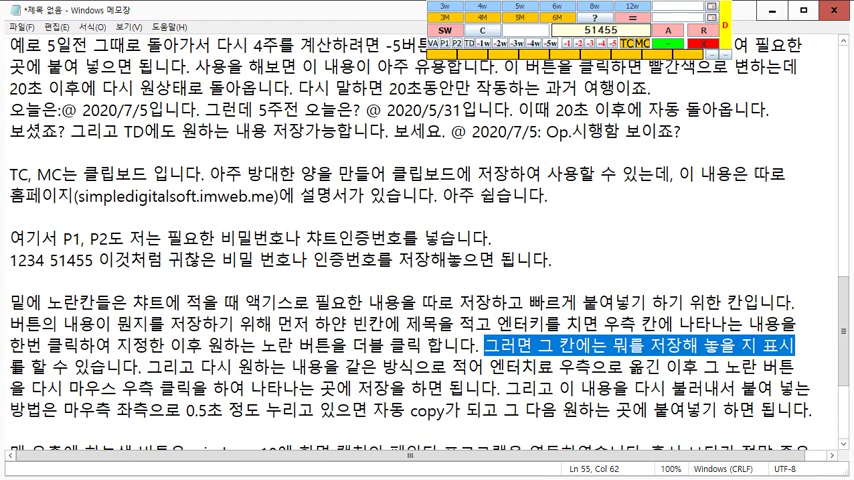 *제목 없음 - Windows 메모장
파일(F) 편집(E) 서식(O) 보기(V) 도움말(H)
3w 4w 5w 6w 8w 12w
3M 4M 5M 6M ? =
SW C 51455 A R
VA P1 P2 TD -1w -2w -3w -4w -5w -1 -2 -3 -4 -5 TC MC - X
D
예로 5일전 그때로 돌아가서 다시 4주를 계산하려면 -5버튼 여 필요한
곳에 붙여 넣으면 됩니다. 사용을 해보면 이 내용이 아주 유용합니다. 이 버튼을 클릭하면 빨간색으로 변하는데
20초 이후에 다시 원상태로 돌아옵니다. 다시 말하면 20초동안만 작동하는 과거 여행이죠.
오늘은:@ 2020/7/5입니다. 그런데 5주전 오늘은? @ 2020/5/31입니다. 이때 20초 이후에 자동 돌아옵니다.
보셨죠? 그리고 TD에도 원하는 내용 저장가능합니다. 보세요. @ 2020/7/5: Op.시행함 보이죠?
TC, MC는 클립보드 입니다. 아주 방대한 양을 만들어 클립보드에 저장하여 사용할 수 있는데, 이 내용은 따로
홈페이지(simpledigitalsoft.imweb.me)에 설명서가 있습니다. 아주 쉽습니다.
여기서 P1, P2도 저는 필요한 비밀번호나 챠트인증번호를 넣습니다.
1234 51455 이것처럼 귀찮은 비밀 번호나 인증번호를 저장해놓으면 됩니다.
밑에 노란칸들은 챠트에 적을 때 액기스로 필요한 내용을 따로 저장하고 빠르게 붙여넣기 하기 위한 칸입니다.
버튼의 내용이 뭔지를 저장하기 위해 먼저 하얀 빈칸에 제목을 적고 엔터키를 치면 우측 칸에 나타나는 내용을
한번 클릭하여 지정한 이후 원하는 노란 버튼을 더블 클릭 합니다. 그러면 그 칸에는 뭐를 저장해 놓을 지 표시
를 할 수 있습니다. 그리고 다시 원하는 내용을 같은 방식으로 적어 엔터치료 우측으로 옮긴 이후 그 노란 버튼
을 다시 마우스 우측 클릭을 하여 나타나는 곳에 저장을 하면 됩니다. 그리고 이 내용을 다시 불러내서 붙여 넣는
방법은 마우측 좌측으로 0.5초 정도 누리고 있으면 자동 copy가 되고 그 다음 원하는 곳에 붙여넣기 하면 됩니다.
Ln 55, Col 62 100% Windows (CRLF) UTF-8